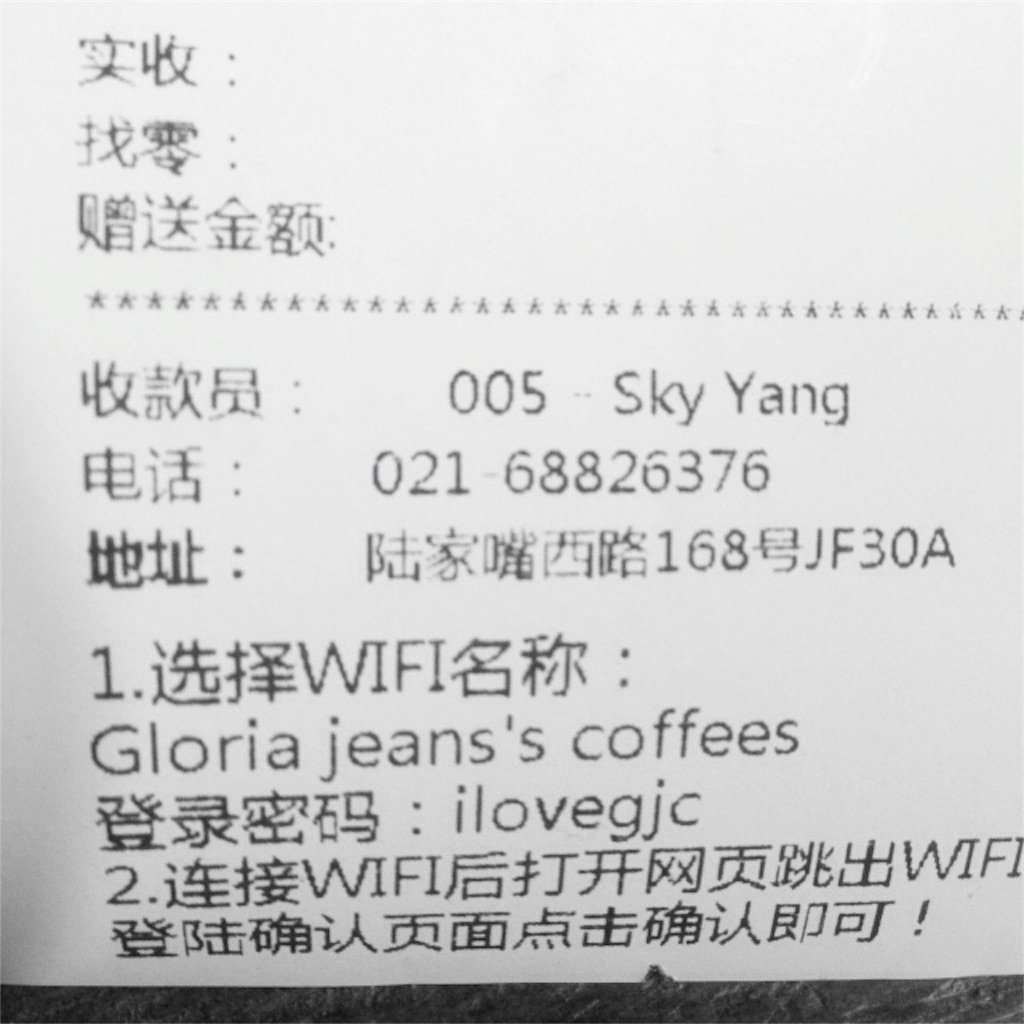 实收：
找零：
赠送金额:
************************************
收款员： 005 - Sky Yang
电话： 021-68826376
地址： 陆家嘴西路168号JF30A
1.选择WIFI名称：
Gloria jeans's coffees
登录密码：ilovegjc
2.连接WIFI后打开网页跳出WIFI
登陆确认页面点击确认即可！